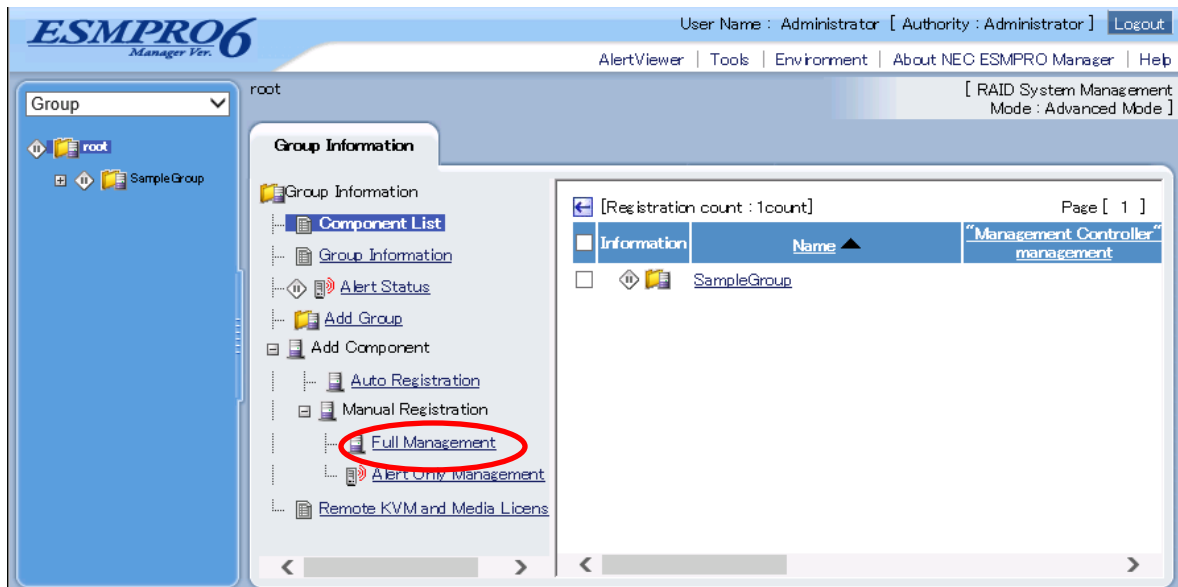 ESMPRO6
Manager Ver.
User Name : Administrator [ Authority : Administrator ] Logout
AlertViewer | Tools | Environment | About NEC ESMPRO Manager | Help
Group
root
[ RAID System Management
Mode : Advanced Mode ]
root
SampleGroup
Group Information
Group Information
Component List
Group Information
Alert Status
Add Group
Add Component
Auto Registration
Manual Registration
Full Management
Alert Only Management
Remote KVM and Media Licens
[Registration count : 1count] Page [ 1 ]
Information Name "Management Controller"
management
SampleGroup